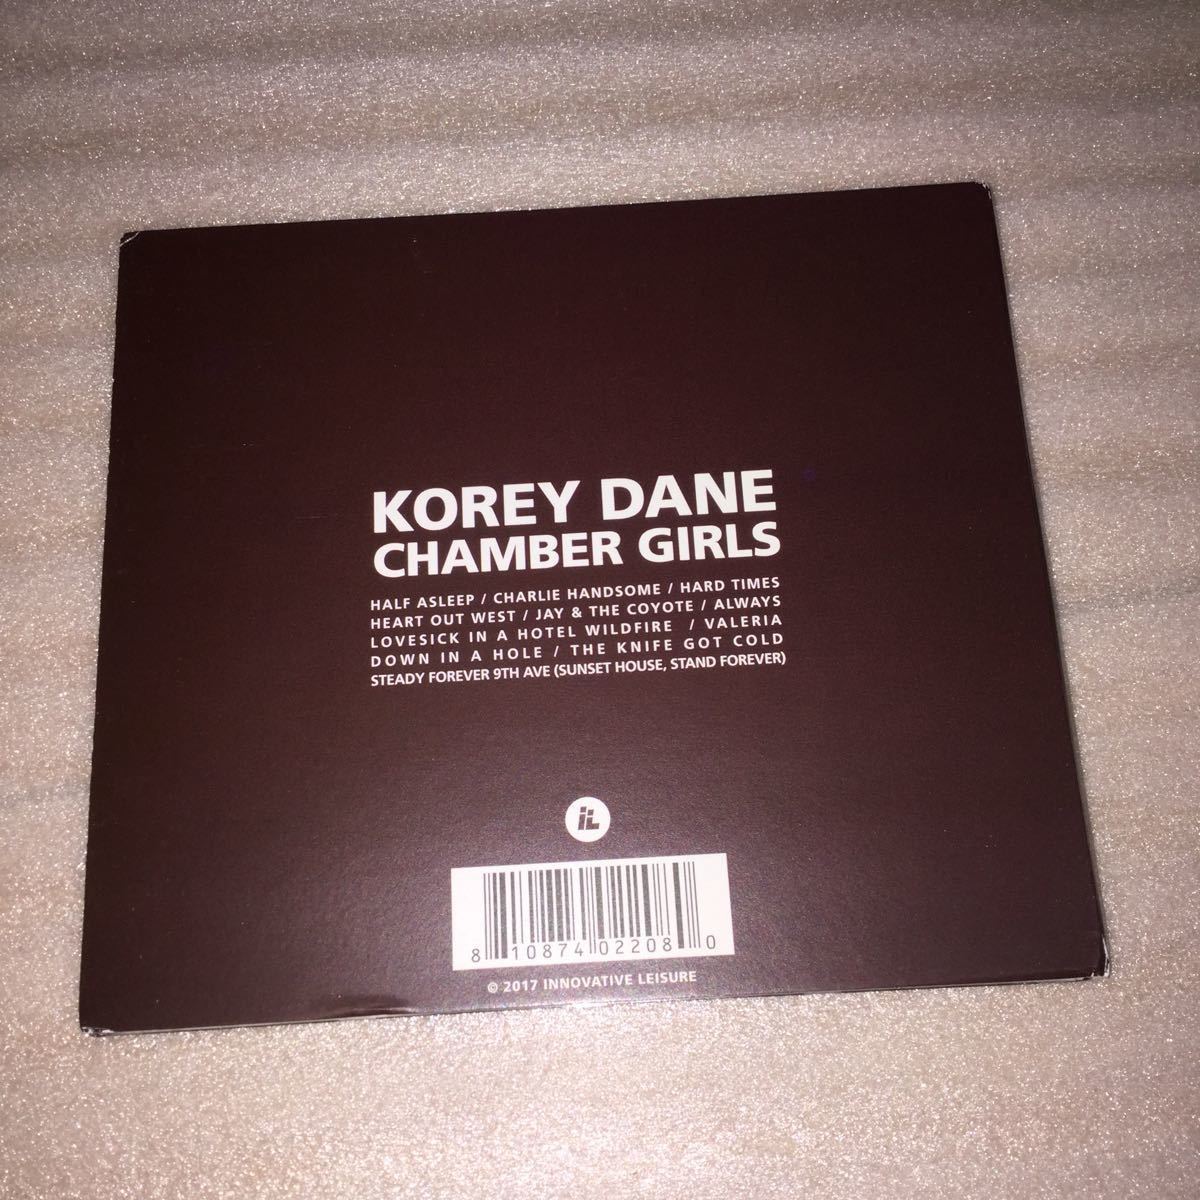 KOREY DANE
CHAMBER GIRLS
HALF ASLEEP / CHARLIE HANDSOME / HARD TIMES
HEART OUT WEST / JAY & THE COYOTE / ALWAYS
LOVESICK IN A HOTEL WILDFIRE / VALERIA
DOWN IN A HOLE / THE KNIFE GOT COLD
STEADY FOREVER 9TH AVE (SUNSET HOUSE, STAND FOREVER)
iL
8 10874 02208 0
© 2017 INNOVATIVE LEISURE